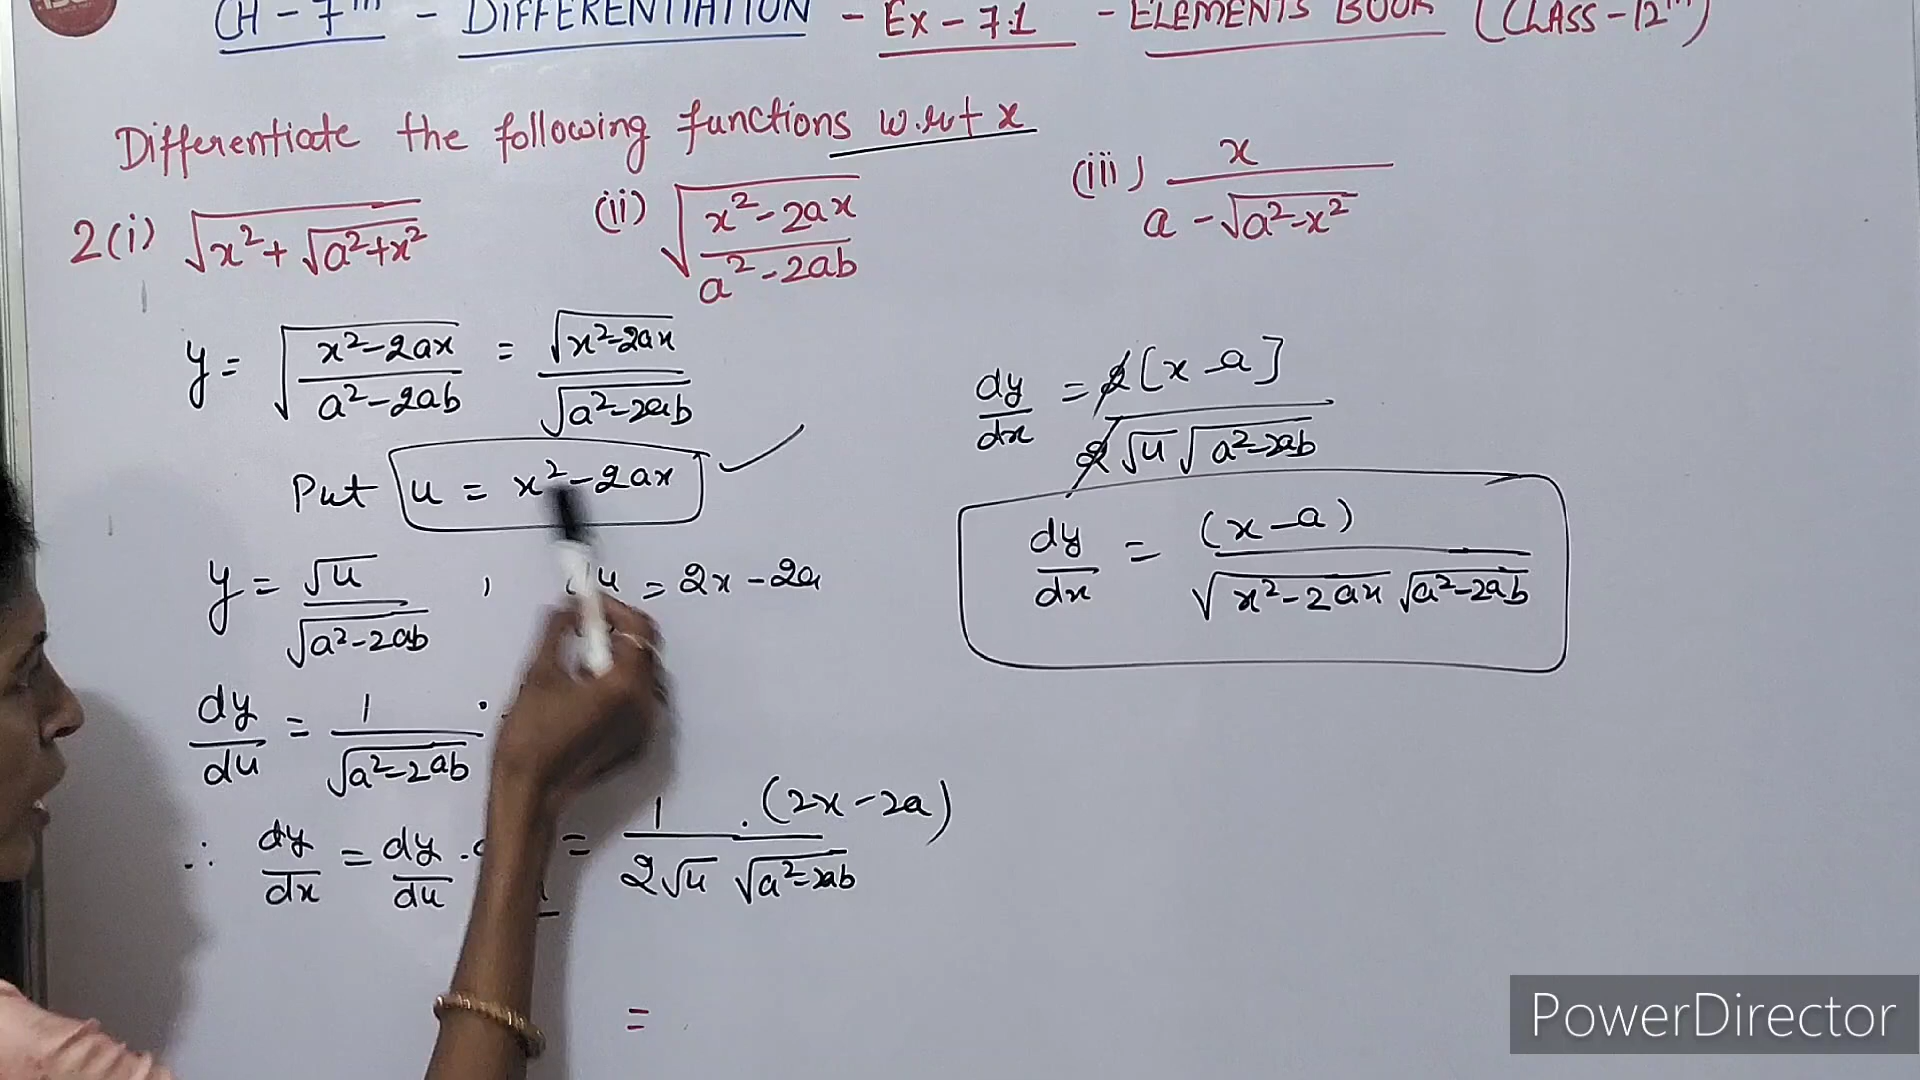 CH - 7th - DIFFERENTIATION - Ex - 7.1 - ELEMENTS BOOK (CLASS-12th)
Differentiate the following functions w.r.t x
2(i) √(x²+√(a²+x²)) (ii) √((x²-2ax)/(a²-2ab)) (iii) x/(a-√(a²-x²))
y = √((x²-2ax)/(a²-2ab)) = √(x²-2ax)/√(a²-2ab)
Put u = x²-2ax ✓
y = √u/√(a²-2ab) , = 2x-2a
dy/du = 1/√(a²-2ab) .
∴ dy/dx = dy/du . = 1/(2√u √(a²-2ab)) . (2x-2a)
=
dy/dx = 2[x-a]/(2√u √(a²-2ab))
dy/dx = (x-a)/(√(x²-2ax) √(a²-2ab))
PowerDirector